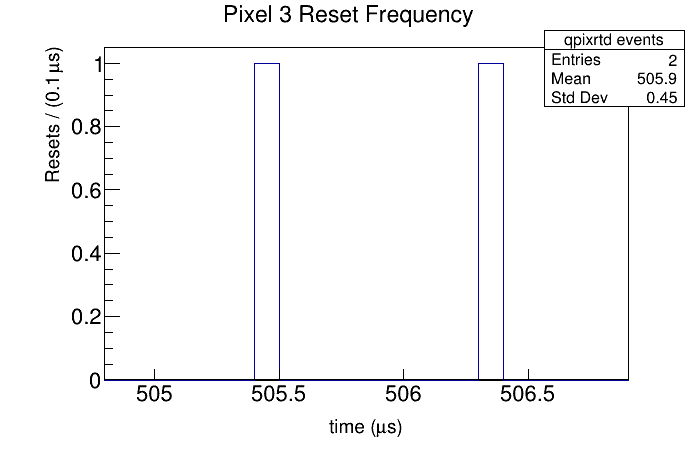 Pixel 3 Reset Frequency
qpixrtd events
Entries 2
Mean 505.9
Std Dev 0.45
Resets / (0.1 μs)
1
0.8
0.6
0.4
0.2
0
505 505.5 506 506.5
time (μs)